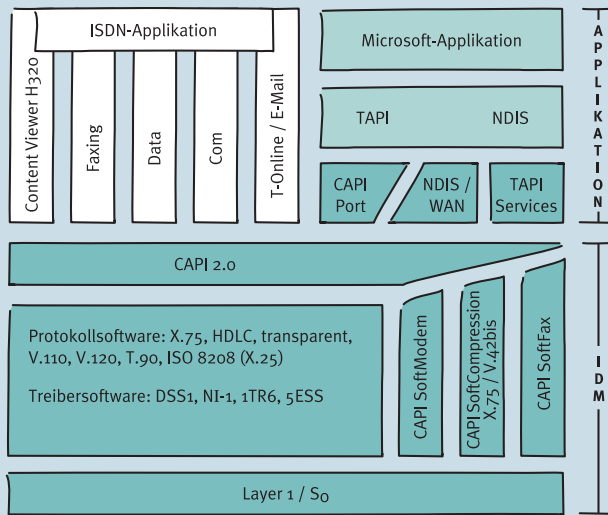 ISDN-Applikation
Content Viewer H320
Faxing
Data
Com
T-Online / E-Mail
Microsoft-Applikation
TAPI NDIS
CAPI
Port
NDIS /
WAN
TAPI
Services
APPLIKATION
CAPI 2.0
Protokollsoftware: X.75, HDLC, transparent,
V.110, V.120, T.90, ISO 8208 (X.25)
Treibersoftware: DSS1, NI-1, 1TR6, 5ESS
CAPI SoftModem
CAPI SoftCompression
X.75 / V.42bis
CAPI SoftFax
IDM
Layer 1 / S0